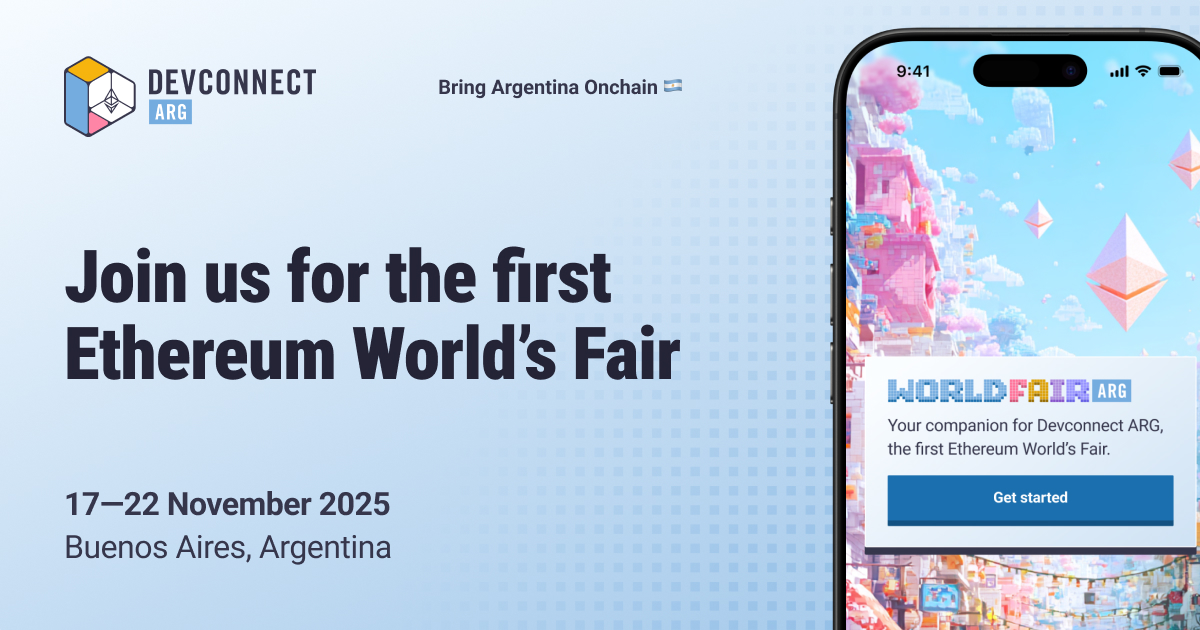 DEVCONNECT
ARG
Bring Argentina Onchain
Join us for the first
Ethereum World’s Fair
17—22 November 2025
Buenos Aires, Argentina
9:41
WORLDFAIR ARG
Your companion for Devconnect ARG,
the first Ethereum World’s Fair.
Get started